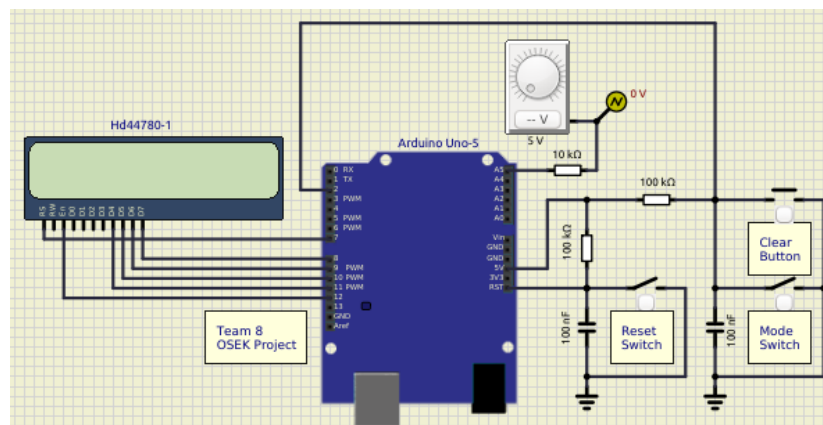 Hd44780-1
RS
RW
En
D0
D1
D2
D3
D4
D5
D6
D7
Arduino Uno-5
0 RX
1 TX
2
3 PWM
4
5 PWM
6 PWM
7
8
9 PWM
10 PWM
11 PWM
12
13
GND
Aref
A5
A4
A3
A2
A1
A0
Vin
GND
GND
5V
3V3
RST
-- V
5 V
0 V
10 kΩ
100 kΩ
100 kΩ
100 nF
100 nF
Clear
Button
Reset
Switch
Mode
Switch
Team 8
OSEK Project